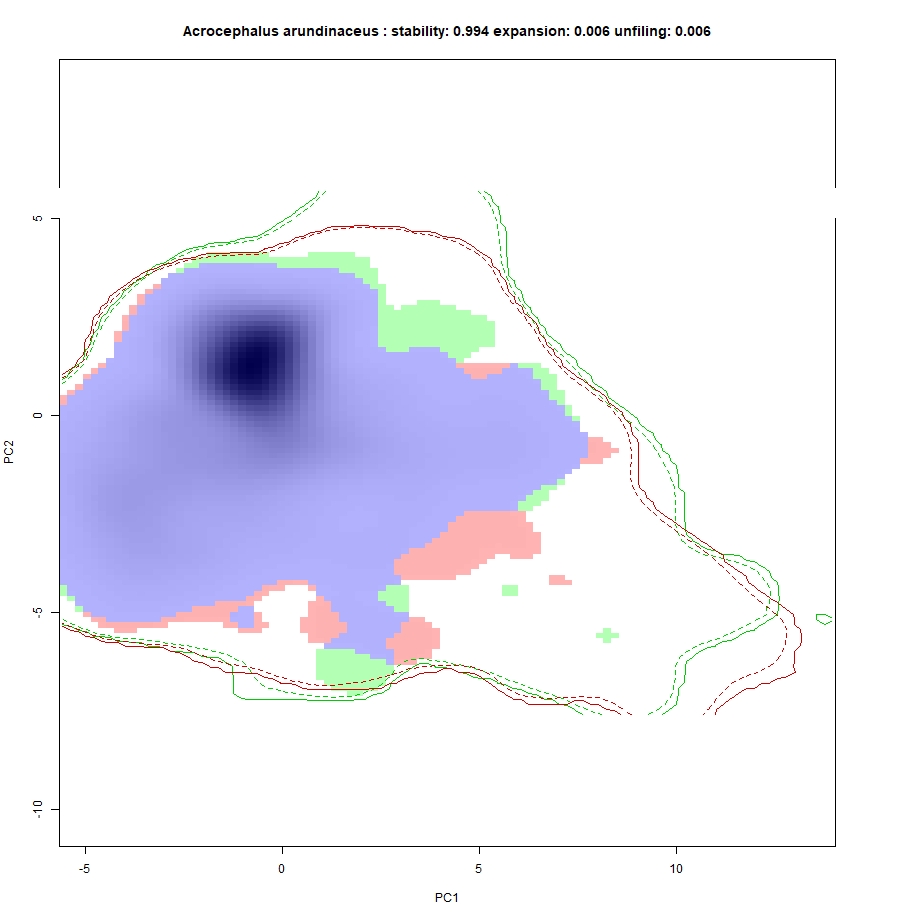 Acrocephalus arundinaceus : stability: 0.994 expansion: 0.006 unfiling: 0.006
5
0
-5
-10
PC2
-5 0 5 10
PC1